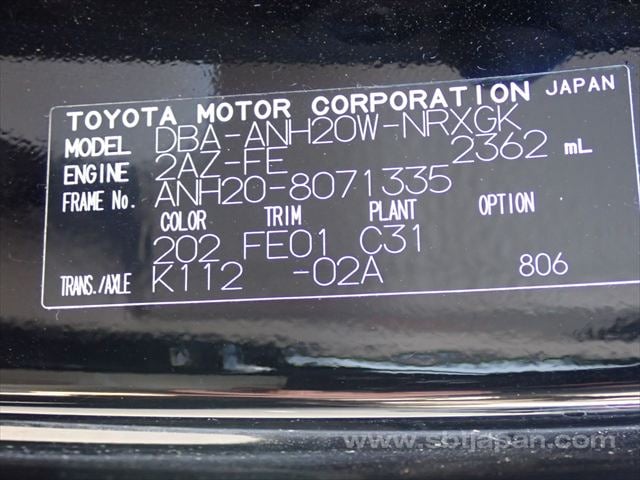 TOYOTA MOTOR CORPORATION JAPAN
MODEL DBA-ANH20W-NRXGK
ENGINE 2AZ-FE 2362 mL
FRAME No. ANH20-8071335
COLOR TRIM PLANT OPTION
202 FE01 C31
TRANS./AXLE K112 -02A 806
www.sbtjapan.com